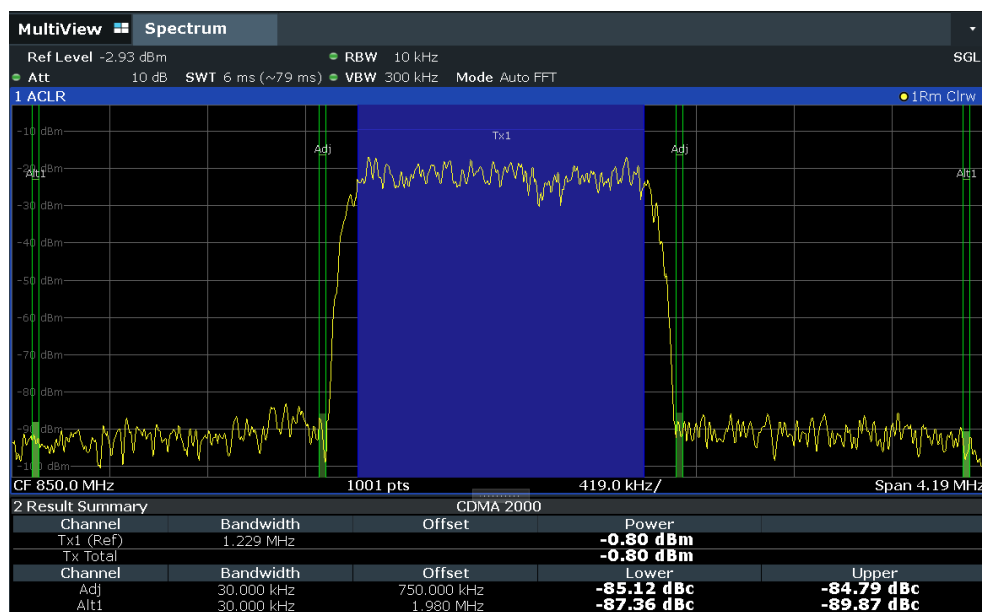 MultiView Spectrum
Ref Level -2.93 dBm RBW 10 kHz SGL
Att 10 dB SWT 6 ms (~79 ms) VBW 300 kHz Mode Auto FFT
1 ACLR 1Rm Clrw
-10 dBm
Tx1
Adj Adj
-20 dBm
Alt1 Alt1
-30 dBm
-40 dBm
-50 dBm
-60 dBm
-70 dBm
-80 dBm
-90 dBm
-100 dBm
CF 850.0 MHz 1001 pts 419.0 kHz/ Span 4.19 MHz
2 Result Summary CDMA 2000
Channel Bandwidth Offset Power
Tx1 (Ref) 1.229 MHz -0.80 dBm
Tx Total -0.80 dBm
Channel Bandwidth Offset Lower Upper
Adj 30.000 kHz 750.000 kHz -85.12 dBc -84.79 dBc
Alt1 30.000 kHz 1.980 MHz -87.36 dBc -89.87 dBc